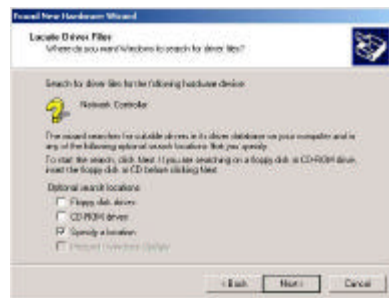 Found New Hardware Wizard
Locate Driver Files
Where do you want Windows to search for driver files?
Search for driver files for the following hardware device:
Network Controller
The wizard searches for suitable drivers in its driver database on your computer and in
any of the following optional search locations that you specify.
To start the search, click Next. If you are searching on a floppy disk or CD-ROM drive,
insert the floppy disk or CD before clicking Next.
Optional search locations:
Floppy disk drives
CD-ROM drives
Specify a location
Microsoft Windows Update
< Back
Next >
Cancel